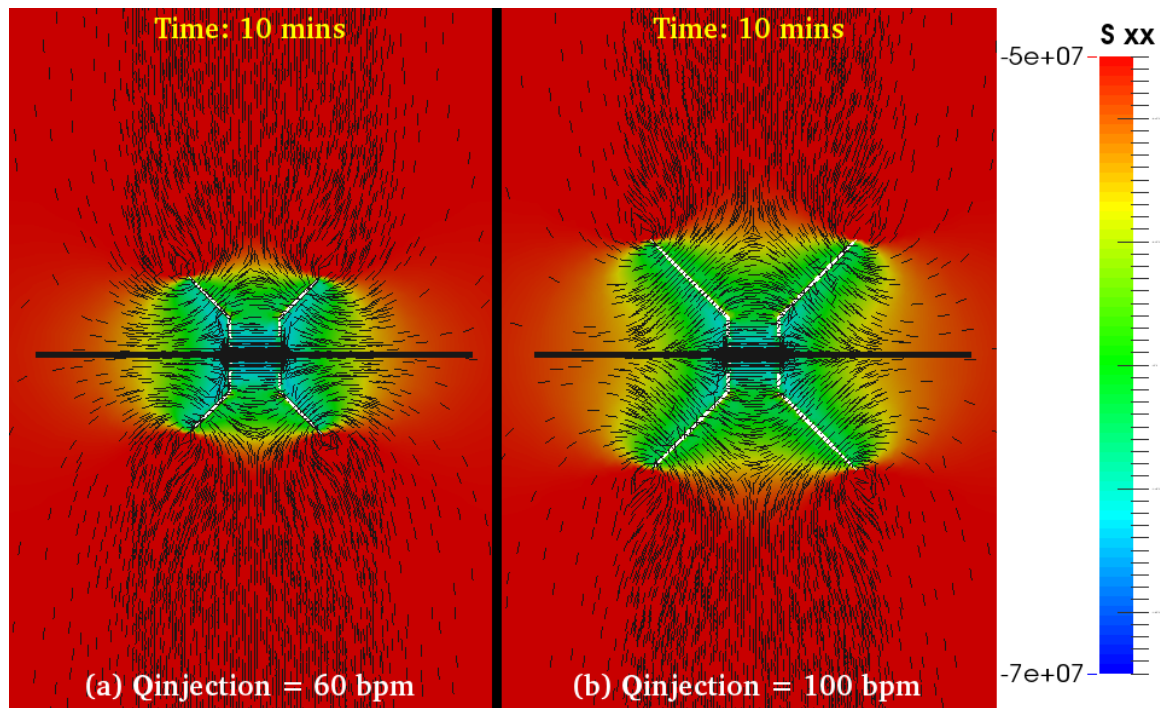 Time: 10 mins
Time: 10 mins
S xx
-5e+07
(a) Qinjection = 60 bpm
(b) Qinjection = 100 bpm
-7e+07